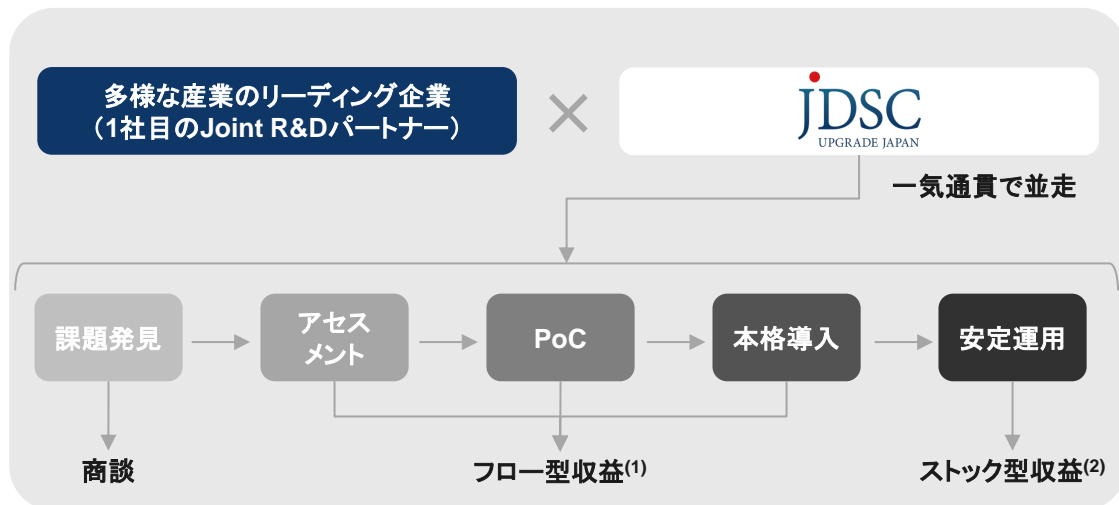 多様な産業のリーディング企業
（1社目のJoint R&Dパートナー）
JDSC
UPGRADE JAPAN
一気通貫で並走
課題発見
アセス
メント
PoC
本格導入
安定運用
商談
フロー型収益(1)
ストック型収益(2)